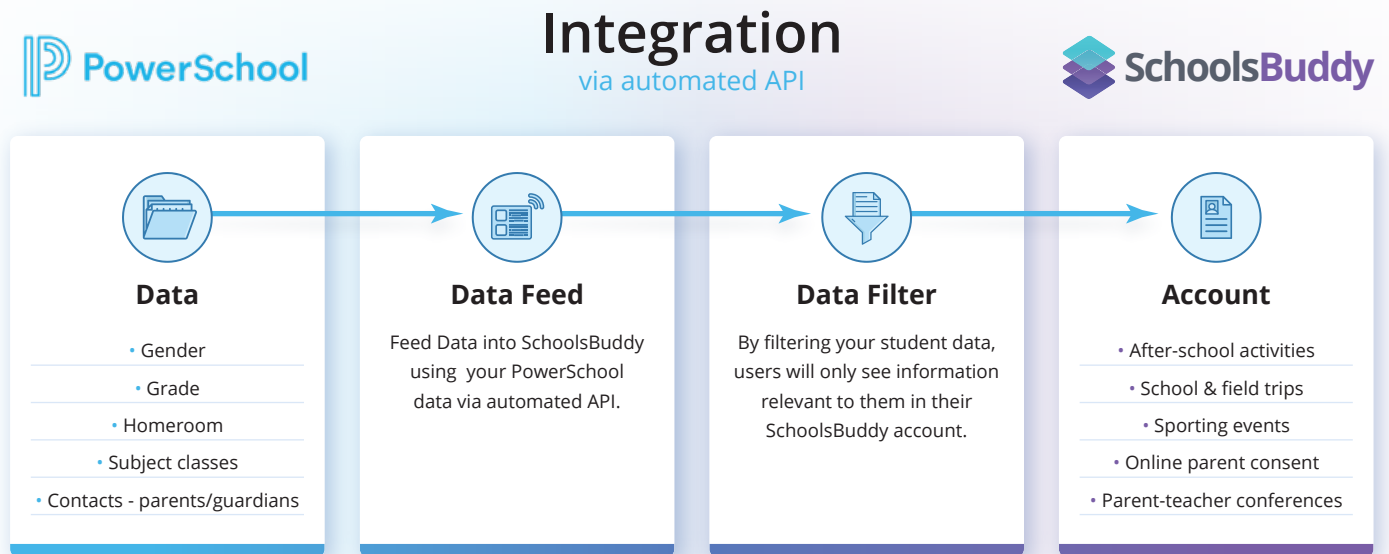 PowerSchool
Integration
via automated API
SchoolsBuddy
Data
• Gender
• Grade
• Homeroom
• Subject classes
• Contacts - parents/guardians
Data Feed
Feed Data into SchoolsBuddy
using your PowerSchool
data via automated API.
Data Filter
By filtering your student data,
users will only see information
relevant to them in their
SchoolsBuddy account.
Account
• After-school activities
• School & field trips
• Sporting events
• Online parent consent
• Parent-teacher conferences